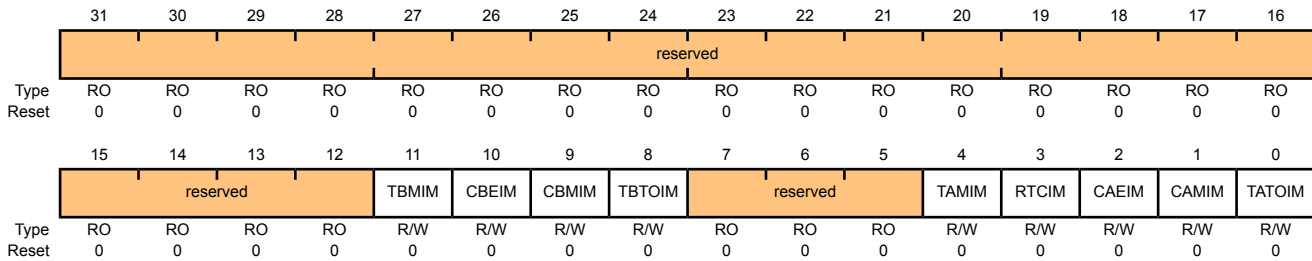 31 30 29 28 27 26 25 24 23 22 21 20 19 18 17 16
reserved
Type RO RO RO RO RO RO RO RO RO RO RO RO RO RO RO RO
Reset 0 0 0 0 0 0 0 0 0 0 0 0 0 0 0 0
15 14 13 12 11 10 9 8 7 6 5 4 3 2 1 0
reserved TBMIM CBEIM CBMIM TBTOIM reserved TAMIM RTCIM CAEIM CAMIM TATOIM
Type RO RO RO RO R/W R/W R/W R/W RO RO RO R/W R/W R/W R/W R/W
Reset 0 0 0 0 0 0 0 0 0 0 0 0 0 0 0 0